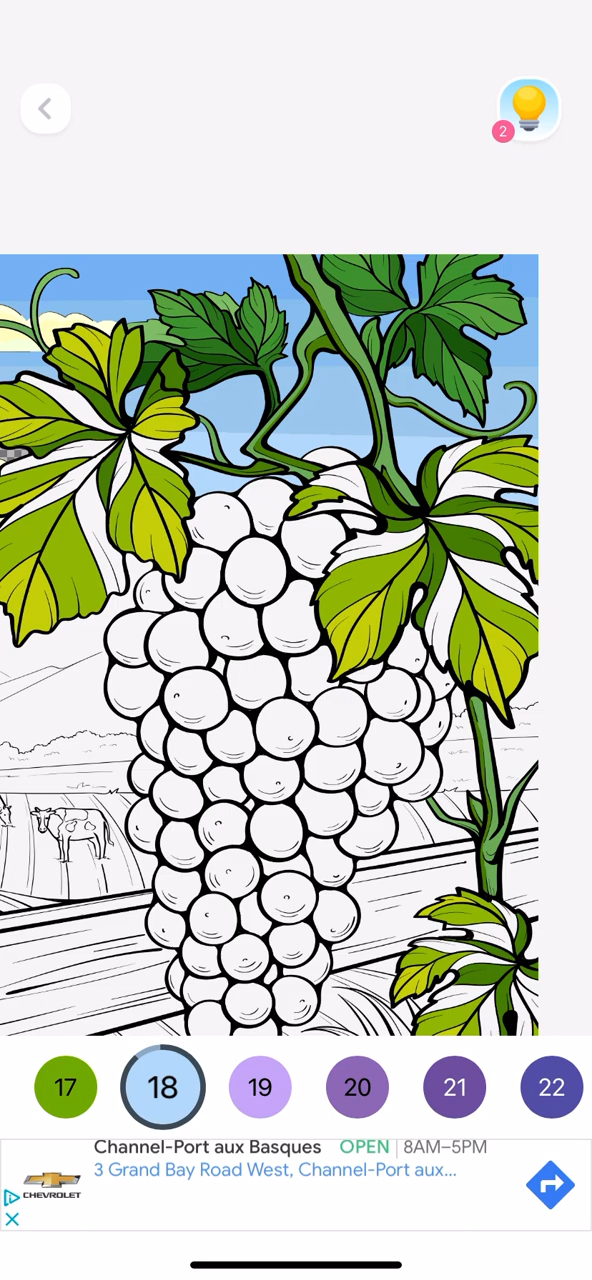 2
17 18 19 20 21 22
Channel-Port aux Basques OPEN | 8AM–5PM
3 Grand Bay Road West, Channel-Port aux...
CHEVROLET